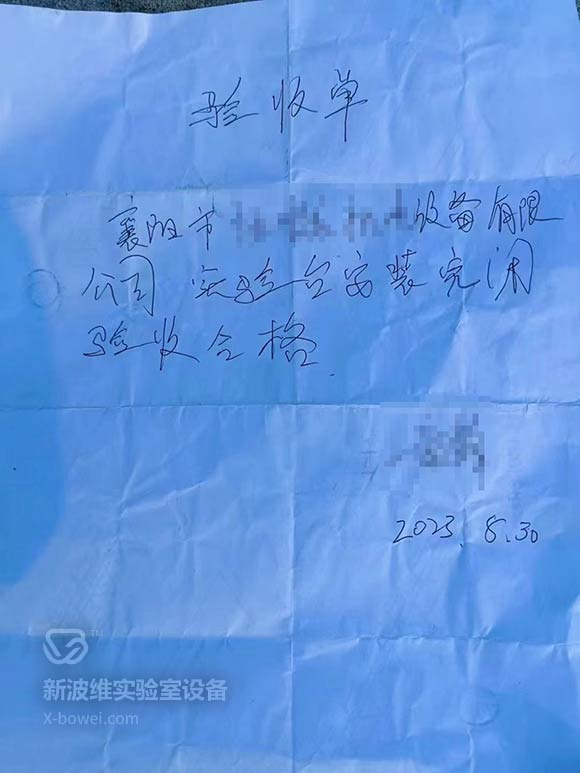 验收单
襄阳市设备有限
公司 实验台安装完
验收合格
2023.8.30
新波维实验室设备
X-bowei.com
TM